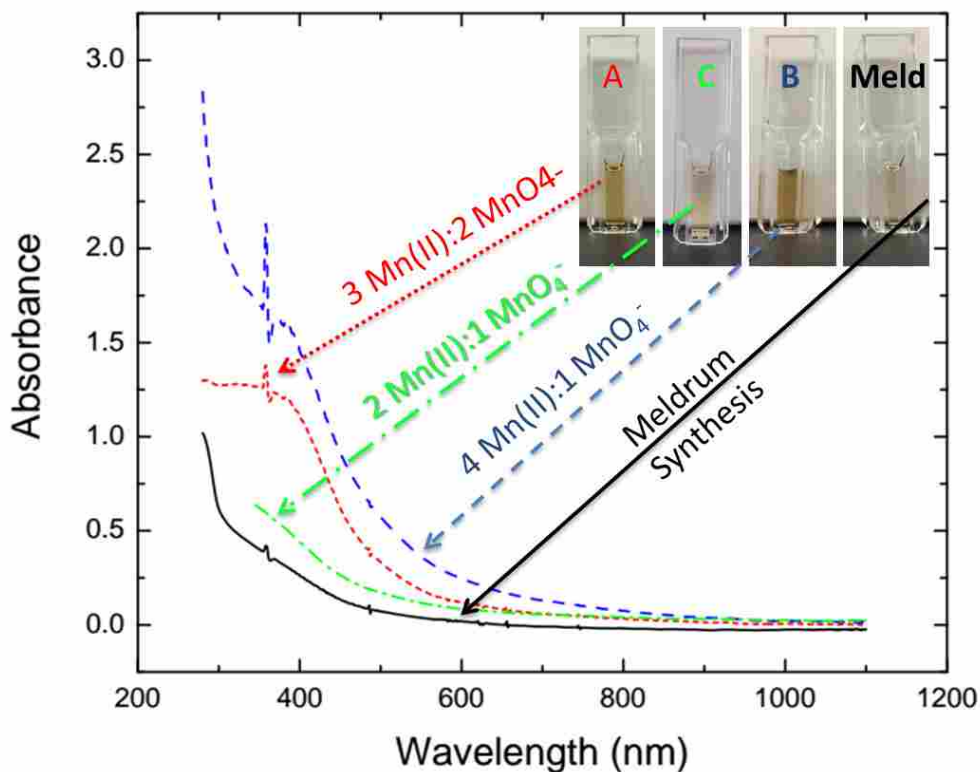 3.0
2.5
2.0
1.5
1.0
0.5
0.0
Absorbance
200
400
600
800
1000
1200
Wavelength (nm)
A
C
B
Meld
3 Mn(II):2 MnO4-
2 Mn(II):1 MnO₄⁻
4 Mn(II):1 MnO₄⁻
Meldrum
Synthesis